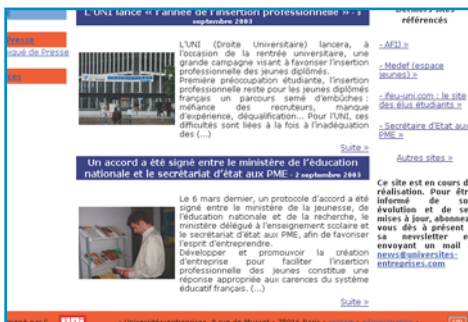 L'UNI lance « l'année de l'insertion professionnelle » - 3
septembre 2003
L'UNI (Droite Universitaire) lancera, à
l'occasion de la rentrée universitaire, une
grande campagne visant à favoriser l'insertion
professionnelle des jeunes diplômés.
Première préoccupation étudiante, l'insertion
professionnelle reste pour les jeunes diplômés
français un parcours semé d'embûches:
méfiance des recruteurs, manque
d'expérience, déqualification... Pour l'UNI, ces
difficultés sont liées à la fois à l'inadéquation
des (...)
Suite »
Un accord a été signé entre le ministère de l'éducation
nationale et le secrétariat d'état aux PME - 2 septembre 2003
Le 6 mars dernier, un protocole d'accord a été
signé entre le ministère de la jeunesse, de
l'éducation nationale et de la recherche, le
ministère délégué à l'enseignement scolaire et
le secrétariat d'état aux PME, afin de favoriser
l'esprit d'entreprendre.
Développer et promouvoir la création
d'entreprise pour faciliter l'insertion
professionnelle des jeunes constitue une
réponse appropriée aux carences du système
éducatif français. (...)
Suite »
Presse
iqué de Presse
ces
Derniers sites
référencés
- AFIJ »
- Medef (espace
jeunes) »
- jfeu-uni.com : le site
des élus étudiants »
- Secrétaire d'Etat aux
PME »
Autres sites »
Ce site est en cours d
réalisation. Pour êtr
informé de so
évolution et de se
mises à jour, abonnez
vous dès à présent
sa newsletter e
envoyant un mail
news@universites-
entreprises.com